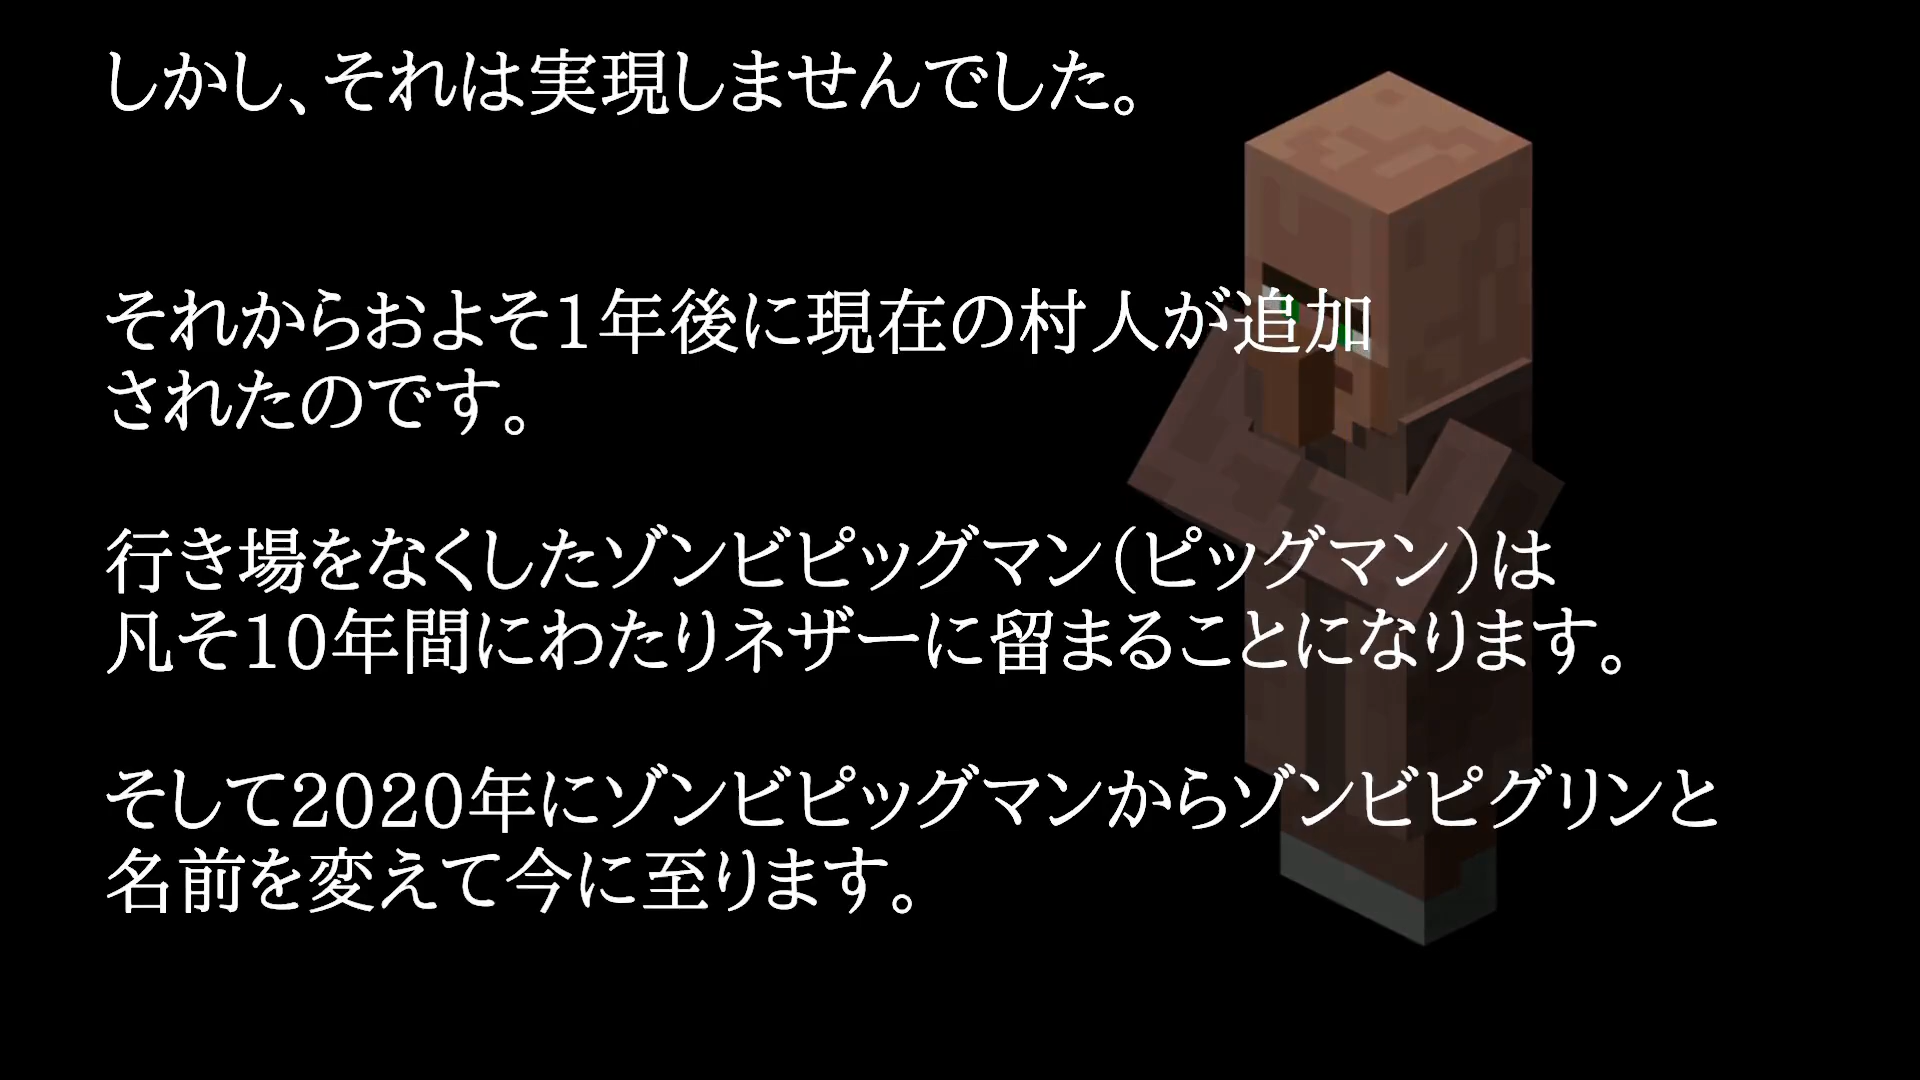 しかし、それは実現しませんでした。
それからおよそ1年後に現在の村人が追加
されたのです。
行き場をなくしたゾンビピッグマン(ピッグマン)は
凡そ10年間にわたりネザーに留まることになります。
そして2020年にゾンビピッグマンからゾンビピグリンと
名前を変えて今に至ります。